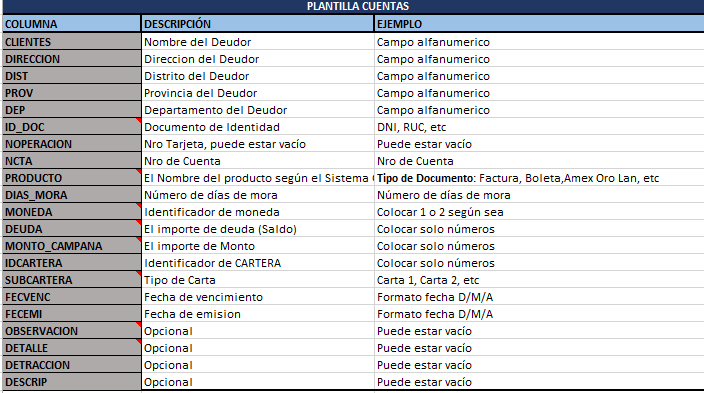 PLANTILLA CUENTAS
COLUMNA DESCRIPCIÓN EJEMPLO
CLIENTES Nombre del Deudor Campo alfanumerico
DIRECCION Direccion del Deudor Campo alfanumerico
DIST Distrito del Deudor Campo alfanumerico
PROV Provincia del Deudor Campo alfanumerico
DEP Departamento del Deudor Campo alfanumerico
ID_DOC Documento de Identidad DNI, RUC, etc
NOPERACION Nro Tarjeta, puede estar vacío Puede estar vacío
NCTA Nro de Cuenta Nro de Cuenta
PRODUCTO El Nombre del producto según el Sistema Tipo de Documento: Factura, Boleta,Amex Oro Lan, etc
DIAS_MORA Número de días de mora Número de días de mora
MONEDA Identificador de moneda Colocar 1 o 2 según sea
DEUDA El importe de deuda (Saldo) Colocar solo números
MONTO_CAMPANA El importe de Monto Colocar solo números
IDCARTERA Identificador de CARTERA Colocar solo números
SUBCARTERA Tipo de Carta Carta 1, Carta 2, etc
FECVENC Fecha de vencimiento Formato fecha D/M/A
FECEMI Fecha de emision Formato fecha D/M/A
OBSERVACION Opcional Puede estar vacío
DETALLE Opcional Puede estar vacío
DETRACCION Opcional Puede estar vacío
DESCRIP Opcional Puede estar vacío